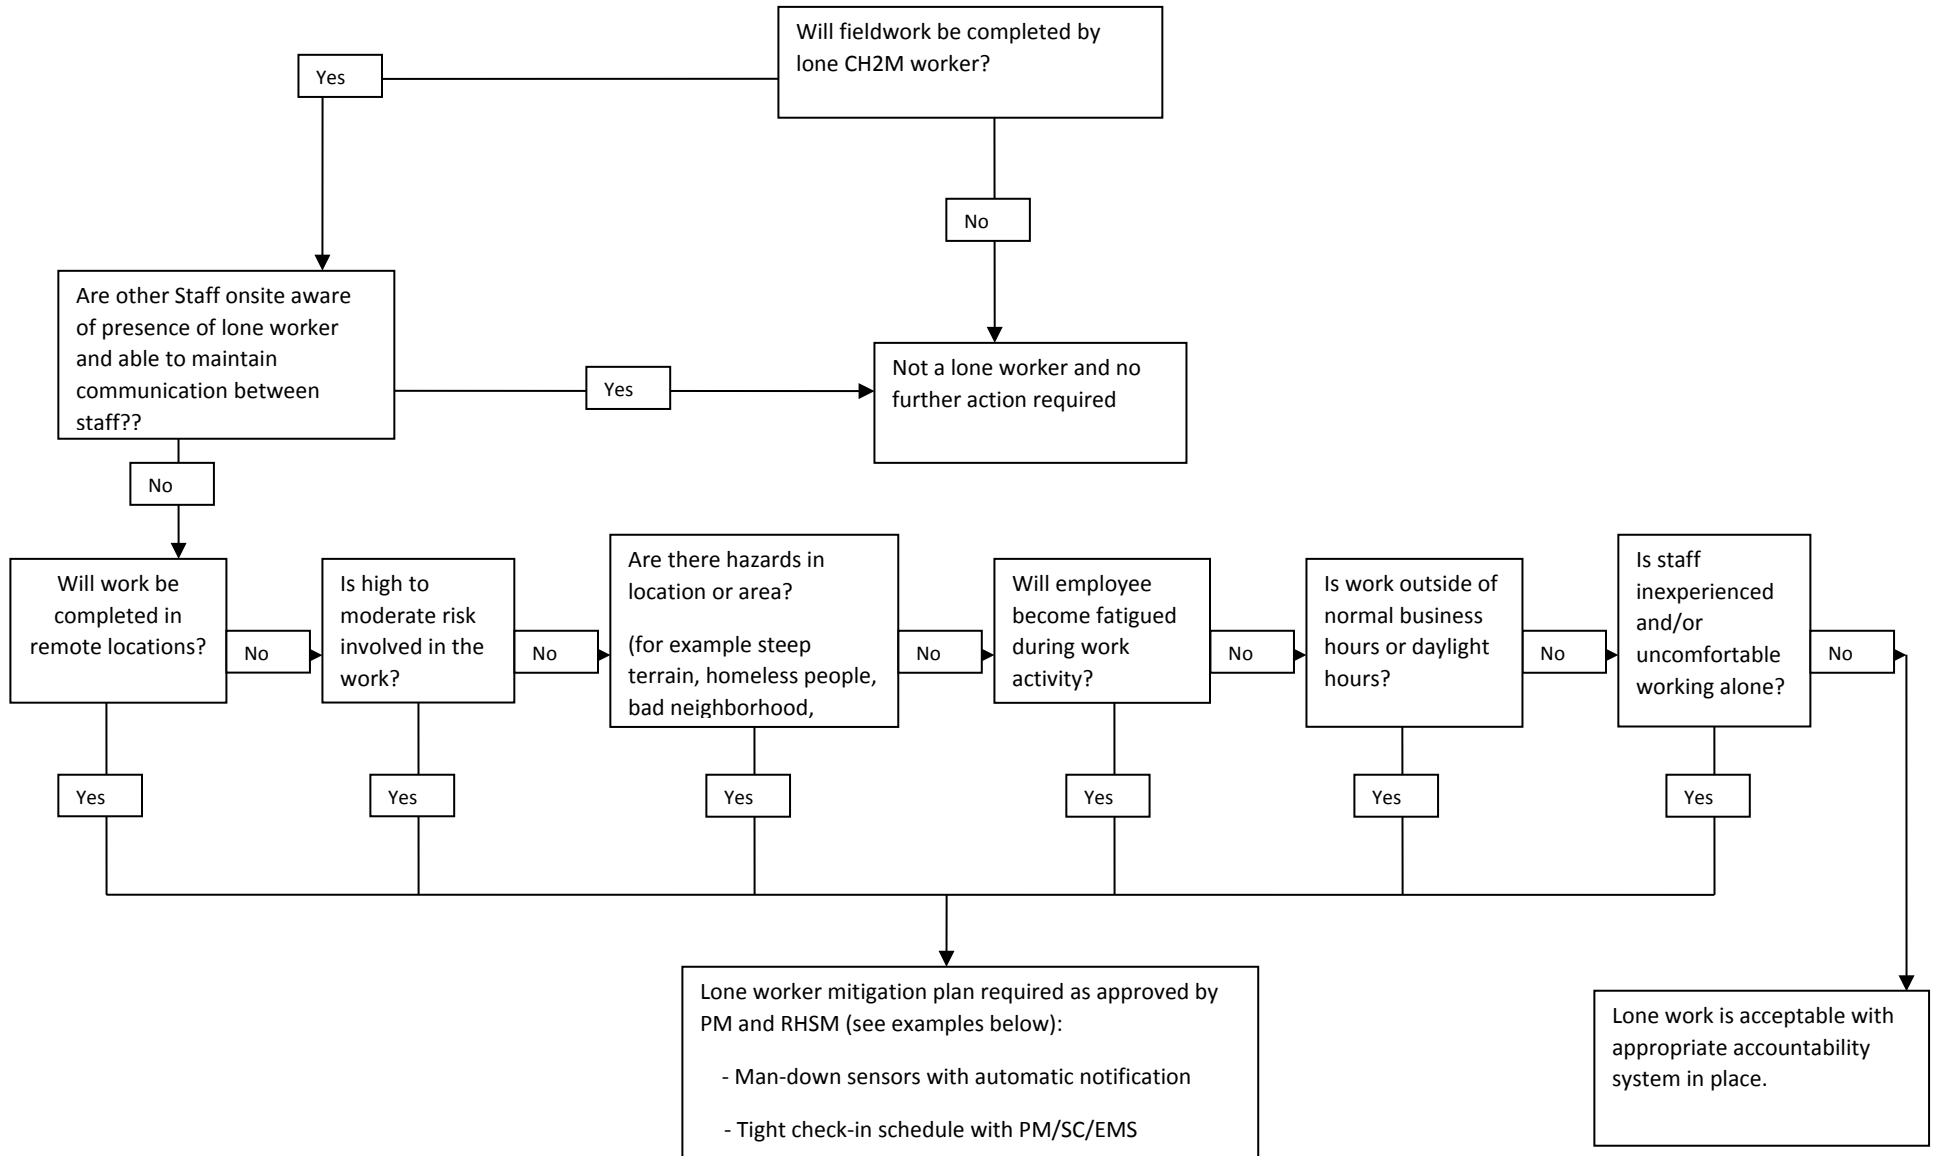 Will fieldwork be completed by
lone CH2M worker?
Yes
No
Are other Staff onsite aware
of presence of lone worker
and able to maintain
communication between
staff??
Yes
Not a lone worker and no
further action required
No
Will work be
completed in
remote locations?
No
Is high to
moderate risk
involved in the
work?
No
Are there hazards in
location or area?
(for example steep
terrain, homeless people,
bad neighborhood,
No
Will employee
become fatigued
during work
activity?
No
Is work outside of
normal business
hours or daylight
hours?
No
Is staff
inexperienced
and/or
uncomfortable
working alone?
No
Yes
Yes
Yes
Yes
Yes
Yes
Lone worker mitigation plan required as approved by
PM and RHSM (see examples below):
- Man-down sensors with automatic notification
- Tight check-in schedule with PM/SC/EMS
Lone work is acceptable with
appropriate accountability
system in place.